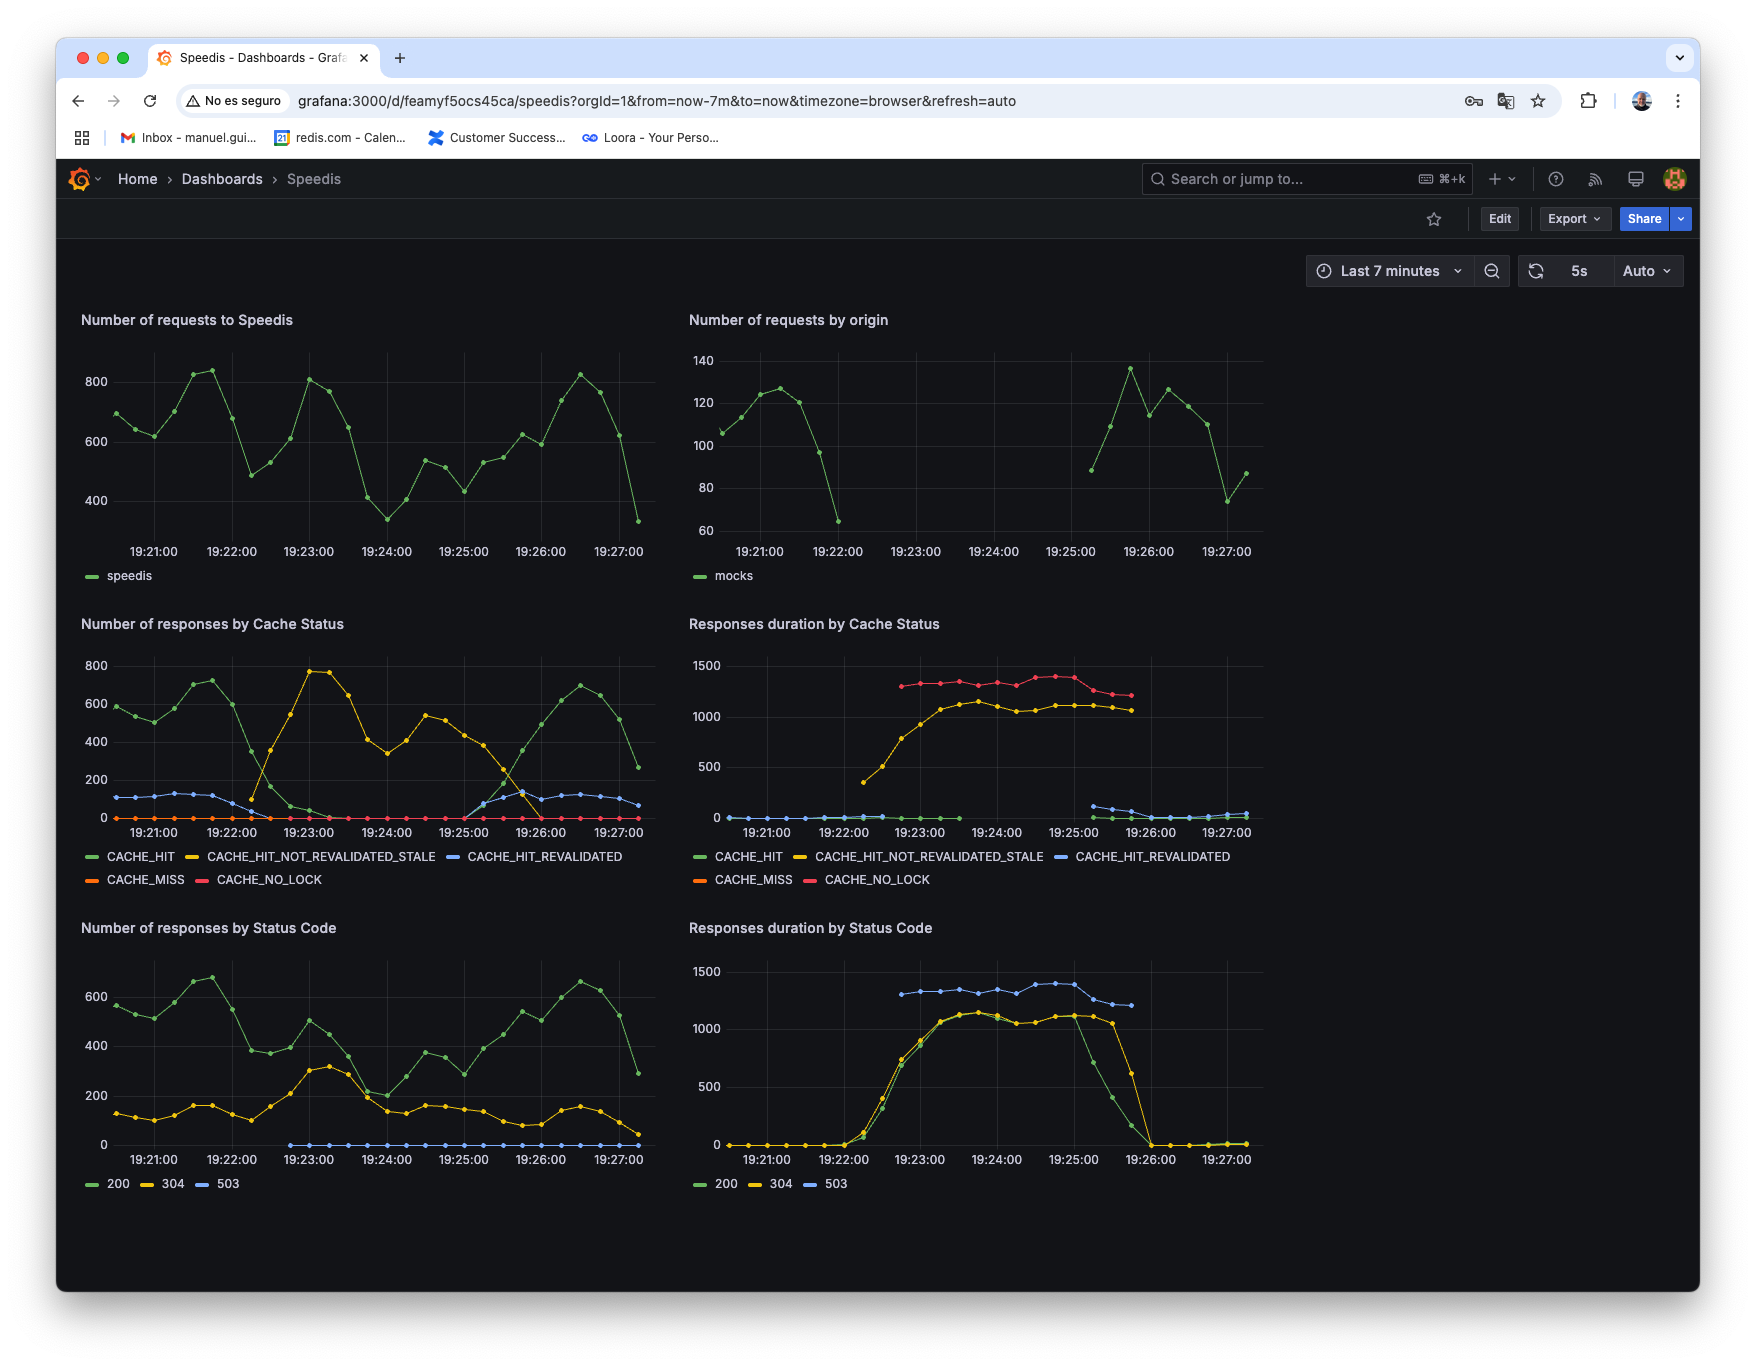 Speedis - Dashboards - Grafa
No es seguro
grafana:3000/d/feamyf5ocs45ca/speedis?orgId=1&from=now-7m&to=now&timezone=browser&refresh=auto
Inbox - manuel.gui...
21
redis.com - Calen...
Customer Success...
Loora - Your Perso...
Home › Dashboards › Speedis
Search or jump to...
⌘+k
Edit
Export
Share
Last 7 minutes
5s
Auto
Number of requests to Speedis
800
600
400
19:21:00 19:22:00 19:23:00 19:24:00 19:25:00 19:26:00 19:27:00
speedis
Number of requests by origin
140
120
100
80
60
19:21:00 19:22:00 19:23:00 19:24:00 19:25:00 19:26:00 19:27:00
mocks
Number of responses by Cache Status
800
600
400
200
0
19:21:00 19:22:00 19:23:00 19:24:00 19:25:00 19:26:00 19:27:00
CACHE_HIT CACHE_HIT_NOT_REVALIDATED_STALE CACHE_HIT_REVALIDATED
CACHE_MISS CACHE_NO_LOCK
Responses duration by Cache Status
1500
1000
500
0
19:21:00 19:22:00 19:23:00 19:24:00 19:25:00 19:26:00 19:27:00
CACHE_HIT CACHE_HIT_NOT_REVALIDATED_STALE CACHE_HIT_REVALIDATED
CACHE_MISS CACHE_NO_LOCK
Number of responses by Status Code
600
400
200
0
19:21:00 19:22:00 19:23:00 19:24:00 19:25:00 19:26:00 19:27:00
200 304 503
Responses duration by Status Code
1500
1000
500
0
19:21:00 19:22:00 19:23:00 19:24:00 19:25:00 19:26:00 19:27:00
200 304 503